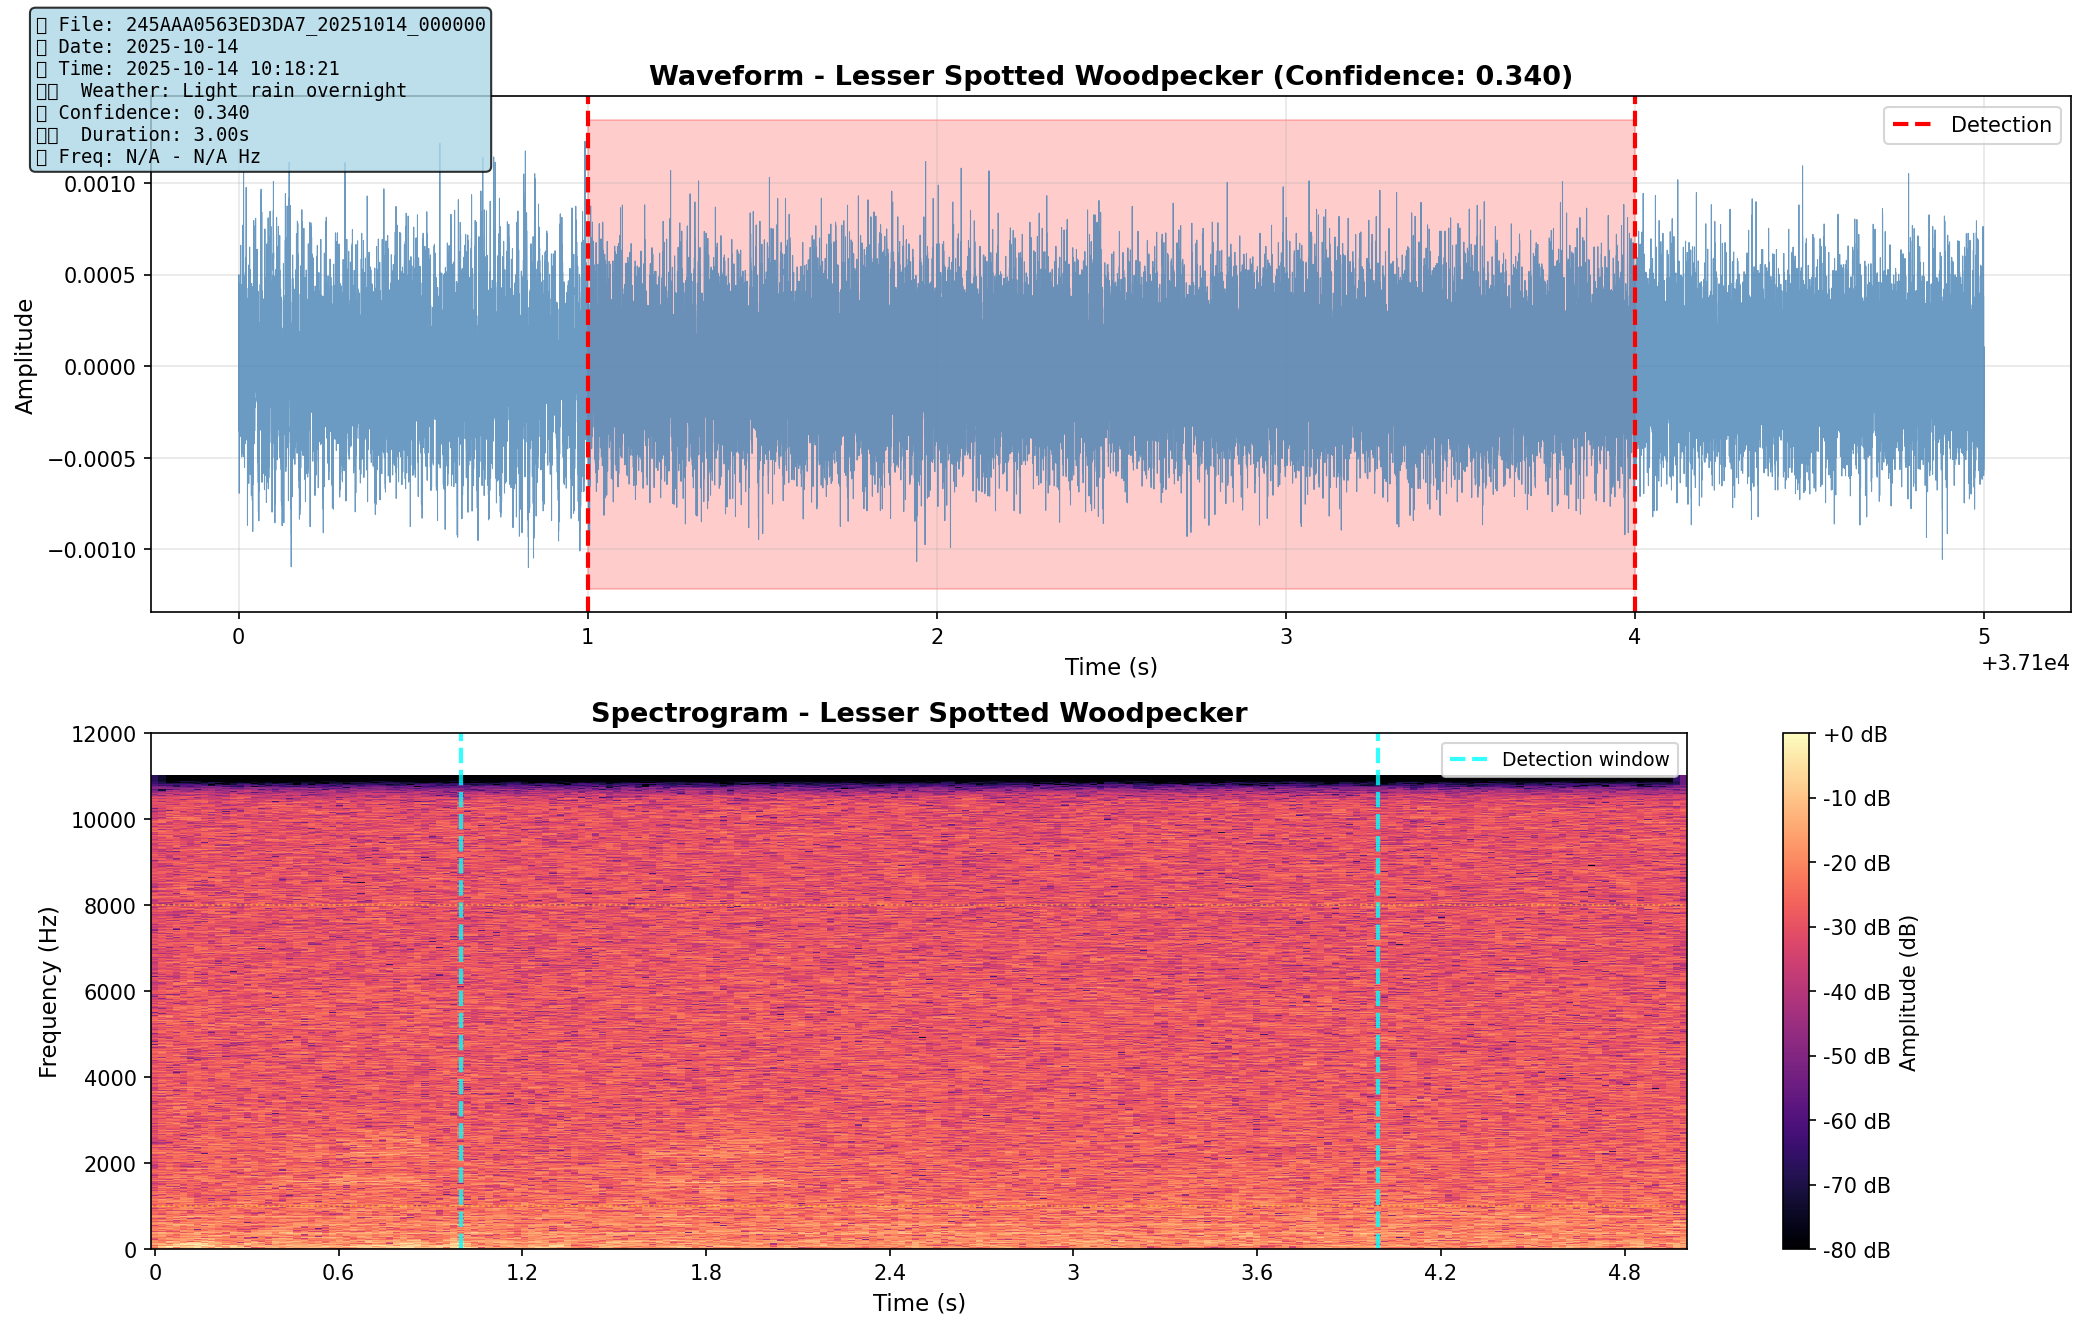 File: 245AAA0563ED3DA7_20251014_000000
Date: 2025-10-14
Time: 2025-10-14 10:18:21
Weather: Light rain overnight
Confidence: 0.340
Duration: 3.00s
Freq: N/A - N/A Hz
Waveform - Lesser Spotted Woodpecker (Confidence: 0.340)
Detection
0.0010
0.0005
0.0000
−0.0005
−0.0010
Amplitude
0 1 2 3 4 5
Time (s)
+3.71e4
Spectrogram - Lesser Spotted Woodpecker
Detection window
12000
10000
8000
6000
4000
2000
0
Frequency (Hz)
0 0.6 1.2 1.8 2.4 3 3.6 4.2 4.8
Time (s)
+0 dB
-10 dB
-20 dB
-30 dB
-40 dB
-50 dB
-60 dB
-70 dB
-80 dB
Amplitude (dB)